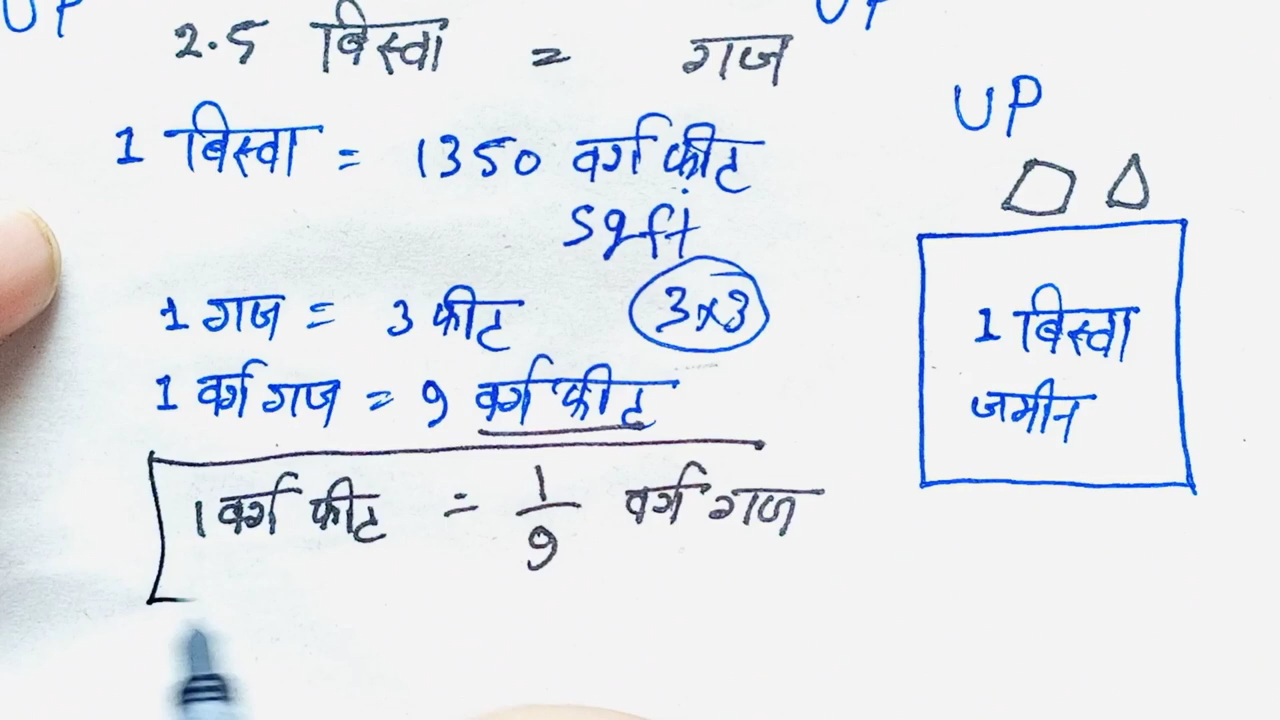 UP UP
2.5 बिस्वा = गज
1 बिस्वा = 1350 वर्ग फ़ीट
sqft
1 गज = 3 फीट 3x3
1 वर्ग गज = 9 वर्ग फीट
1 वर्ग फीट = 1/9 वर्ग गज
UP
1 बिस्वा
जमीन